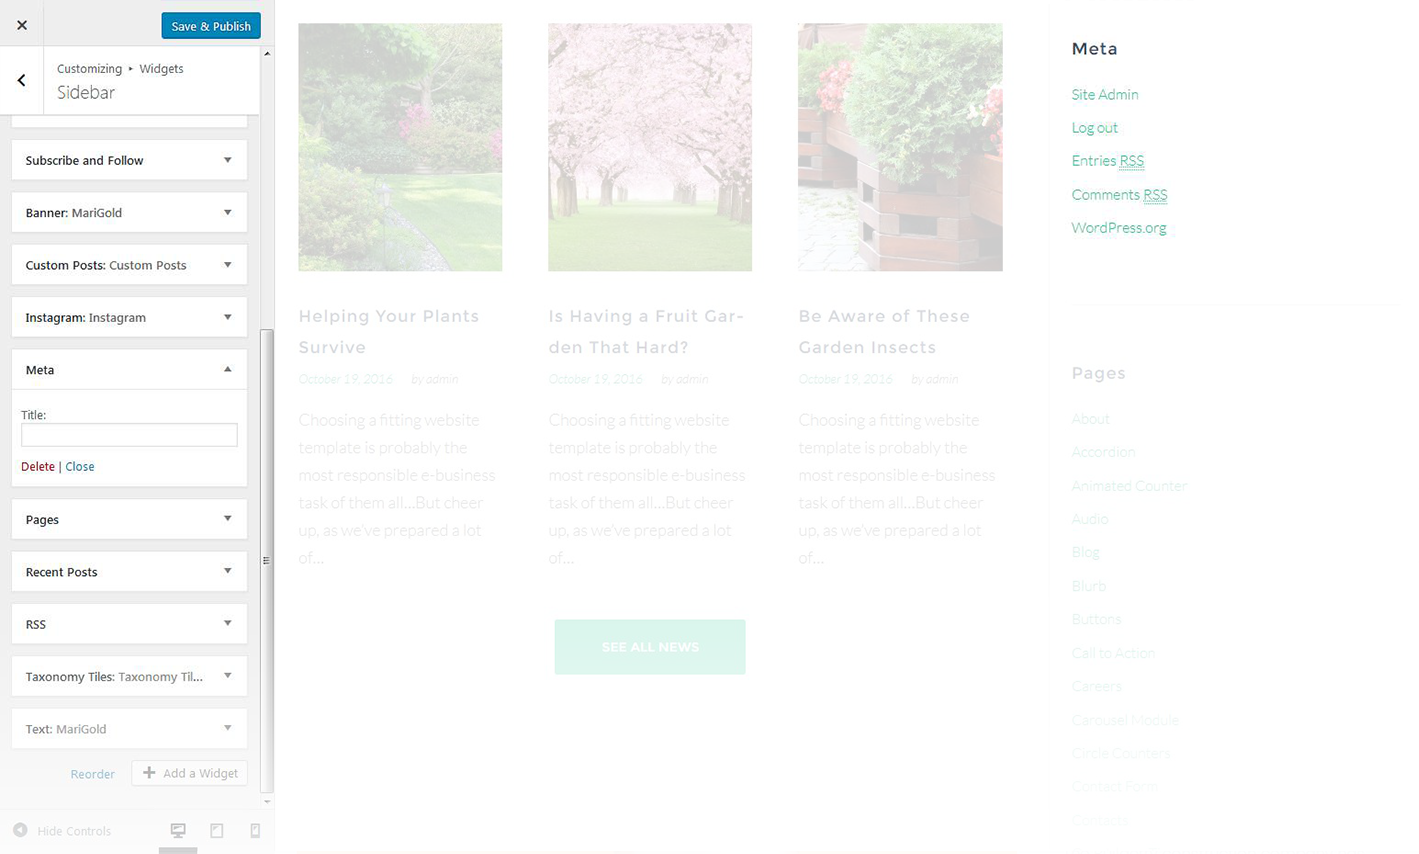 Save & Publish
Customizing ▸ Widgets
Sidebar
Subscribe and Follow
Banner: MariGold
Custom Posts: Custom Posts
Instagram: Instagram
Meta
Title:
Delete | Close
Pages
Recent Posts
RSS
Taxonomy Tiles: Taxonomy Til...
Text: MariGold
Reorder
Add a Widget
Hide Controls
Helping Your Plants
Survive
October 19, 2016 by admin
Choosing a fitting website
template is probably the
most responsible e-business
task of them all...But cheer
up, as we've prepared a lot
of...
Is Having a Fruit Gar-
den That Hard?
October 19, 2016 by admin
Choosing a fitting website
template is probably the
most responsible e-business
task of them all...But cheer
up, as we've prepared a lot
of...
Be Aware of These
Garden Insects
October 19, 2016 by admin
Choosing a fitting website
template is probably the
most responsible e-business
task of them all...But cheer
up, as we've prepared a lot
of...
SEE ALL NEWS
Meta
Site Admin
Log out
Entries RSS
Comments RSS
WordPress.org
Pages
About
Accordion
Animated Counter
Audio
Blog
Blurb
Buttons
Call to Action
Careers
Carousel Module
Circle Counters
Contact Form
Contacts